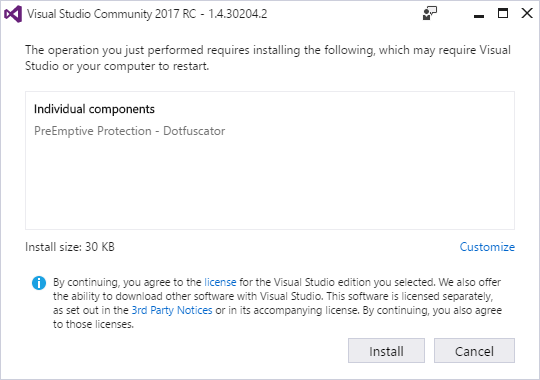 Visual Studio Community 2017 RC - 1.4.30204.2
The operation you just performed requires installing the following, which may require Visual
Studio or your computer to restart.
Individual components
PreEmptive Protection - Dotfuscator
Install size: 30 KB
Customize
By continuing, you agree to the license for the Visual Studio edition you selected. We also offer
the ability to download other software with Visual Studio. This software is licensed separately,
as set out in the 3rd Party Notices or in its accompanying license. By continuing, you also agree
to those licenses.
Install
Cancel